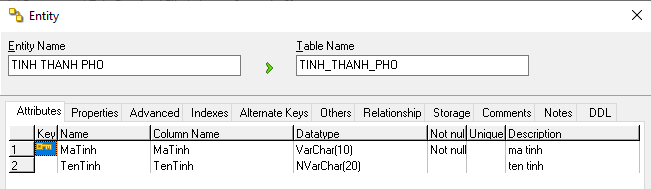 Entity
Entity Name
Table Name
TINH THANH PHO
TINH_THANH_PHO
Attributes Properties Advanced Indexes Alternate Keys Others Relationship Storage Comments Notes DDL
Key Name Column Name Datatype Not nul Unique Description
1 MaTinh MaTinh VarChar(10) Not null ma tinh
2 TenTinh TenTinh NVarChar(20) ten tinh